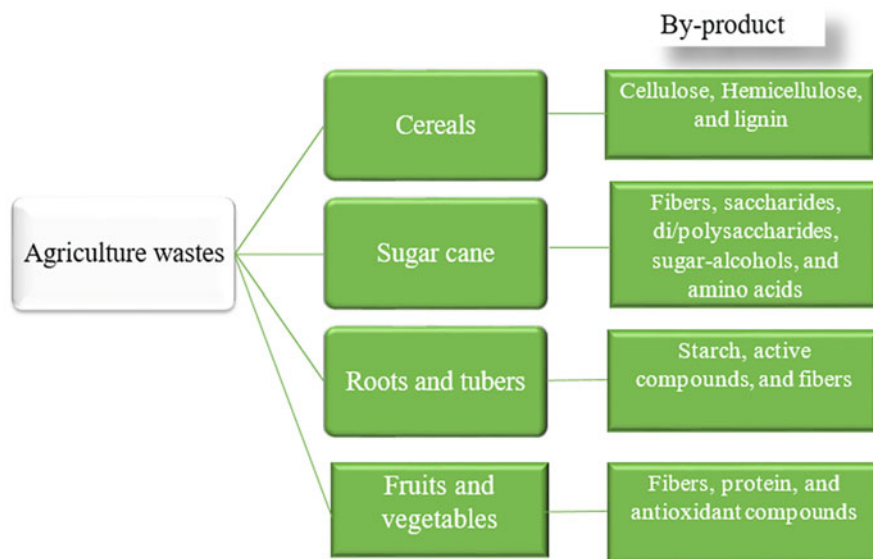 By-product
Cereals
Cellulose, Hemicellulose,
and lignin
Agriculture wastes
Sugar cane
Fibers, saccharides,
di/polysaccharides,
sugar-alcohols, and
amino acids
Roots and tubers
Starch, active
compounds, and fibers
Fruits and
vegetables
Fibers, protein, and
antioxidant compounds